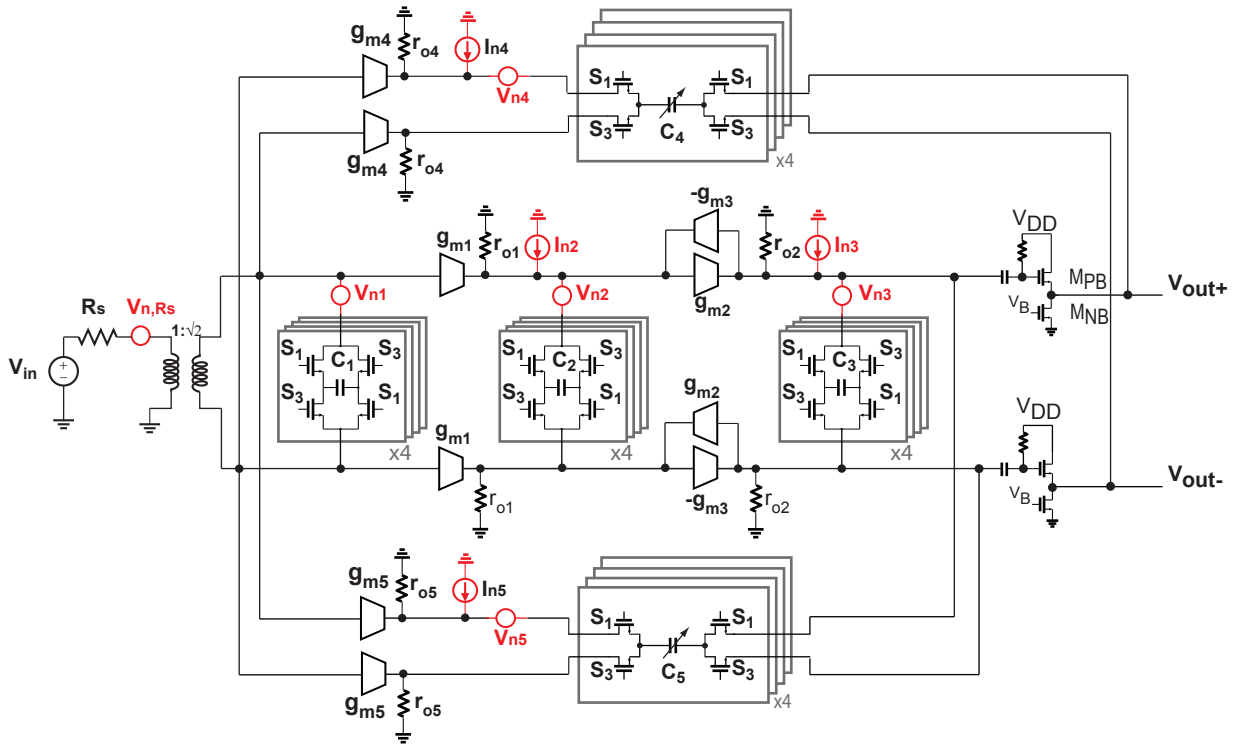 gm4
ro4
In4
Vn4
S1
S1
S3
C4
S3
x4
gm4
ro4
-gm3
gm1
ro1
In2
ro2
In3
gm2
VDD
Rs
Vn,Rs
1:√2
Vn1
Vn2
Vn3
VB
MPB
MNB
Vout+
Vin
+
−
S1
C1
S3
S3
S1
x4
S1
C2
S3
S3
S1
x4
S1
C3
S3
S3
S1
x4
gm2
VDD
gm1
ro1
-gm3
ro2
VB
Vout-
gm5
ro5
In5
Vn5
S1
S1
S3
C5
S3
x4
gm5
ro5